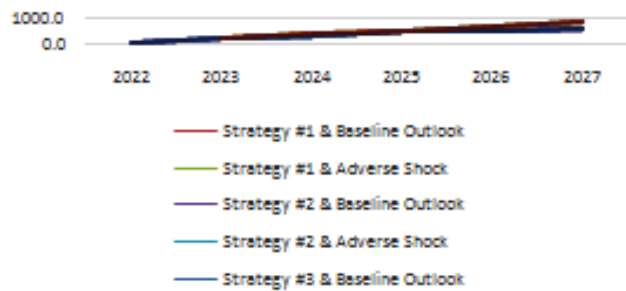 1000.0
0.0
2022 2023 2024 2025 2026 2027
Strategy #1 & Baseline Outlook
Strategy #1 & Adverse Shock
Strategy #2 & Baseline Outlook
Strategy #2 & Adverse Shock
Strategy #3 & Baseline Outlook